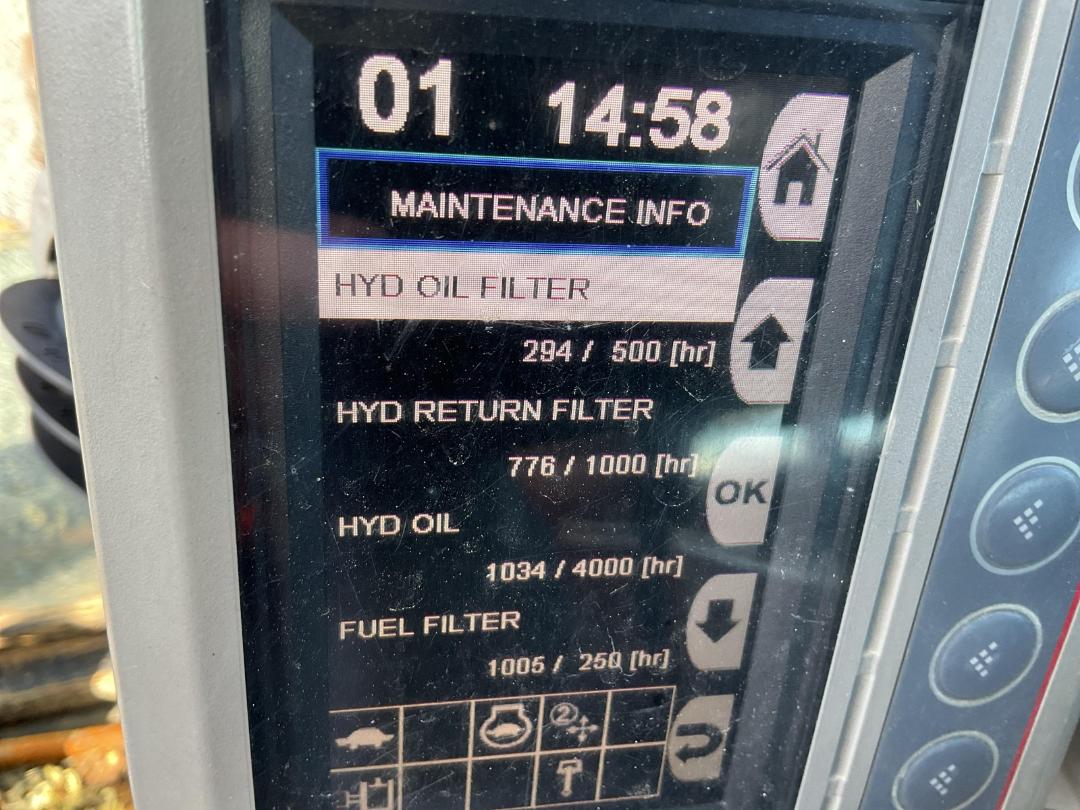 01 14:58
MAINTENANCE INFO
HYD OIL FILTER
294 / 500 [hr]
HYD RETURN FILTER
776 / 1000 [hr]
OK
HYD OIL
1034 / 4000 [hr]
FUEL FILTER
1005 / 250 [hr]
2